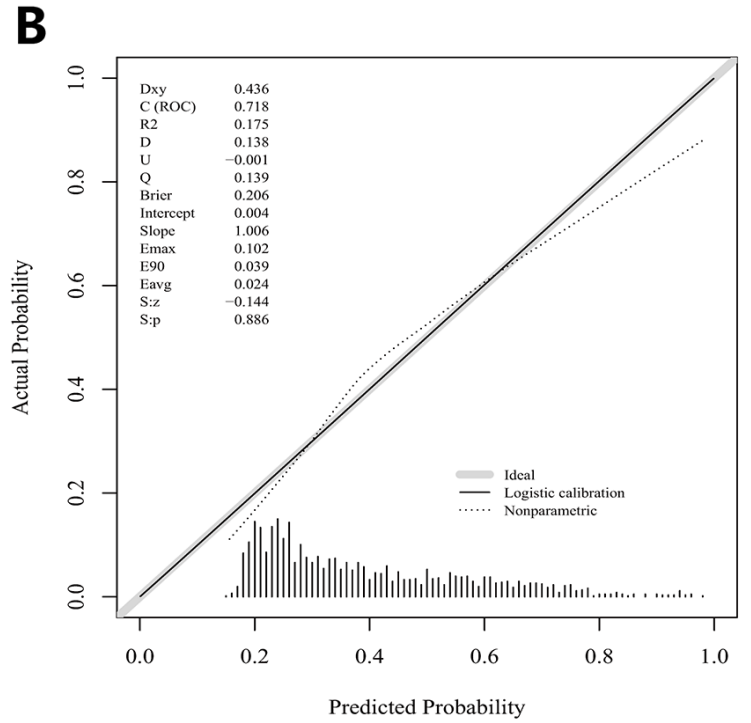 B
Dxy 0.436
C (ROC) 0.718
R2 0.175
D 0.138
U −0.001
Q 0.139
Brier 0.206
Intercept 0.004
Slope 1.006
Emax 0.102
E90 0.039
Eavg 0.024
S:z −0.144
S:p 0.886
Actual Probability
1.0
0.8
0.6
0.4
0.2
0.0
Ideal
Logistic calibration
Nonparametric
0.0 0.2 0.4 0.6 0.8 1.0
Predicted Probability